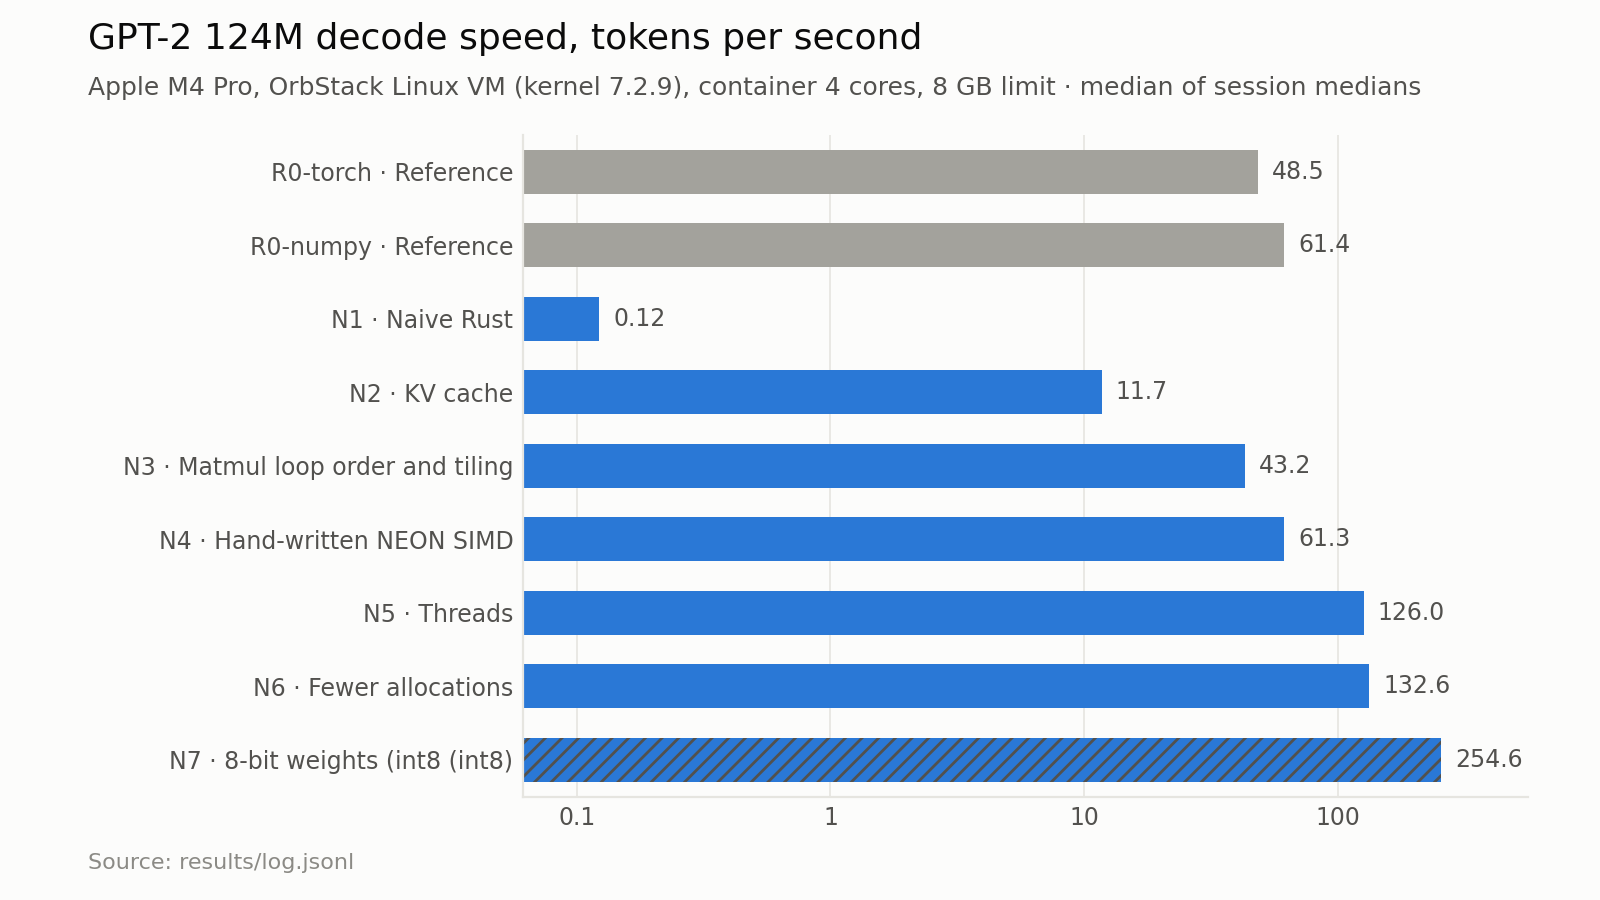 GPT-2 124M decode speed, tokens per second
Apple M4 Pro, OrbStack Linux VM (kernel 7.2.9), container 4 cores, 8 GB limit · median of session medians
R0-torch · Reference 48.5
R0-numpy · Reference 61.4
N1 · Naive Rust 0.12
N2 · KV cache 11.7
N3 · Matmul loop order and tiling 43.2
N4 · Hand-written NEON SIMD 61.3
N5 · Threads 126.0
N6 · Fewer allocations 132.6
N7 · 8-bit weights (int8 (int8) 254.6
0.1 1 10 100
Source: results/log.jsonl